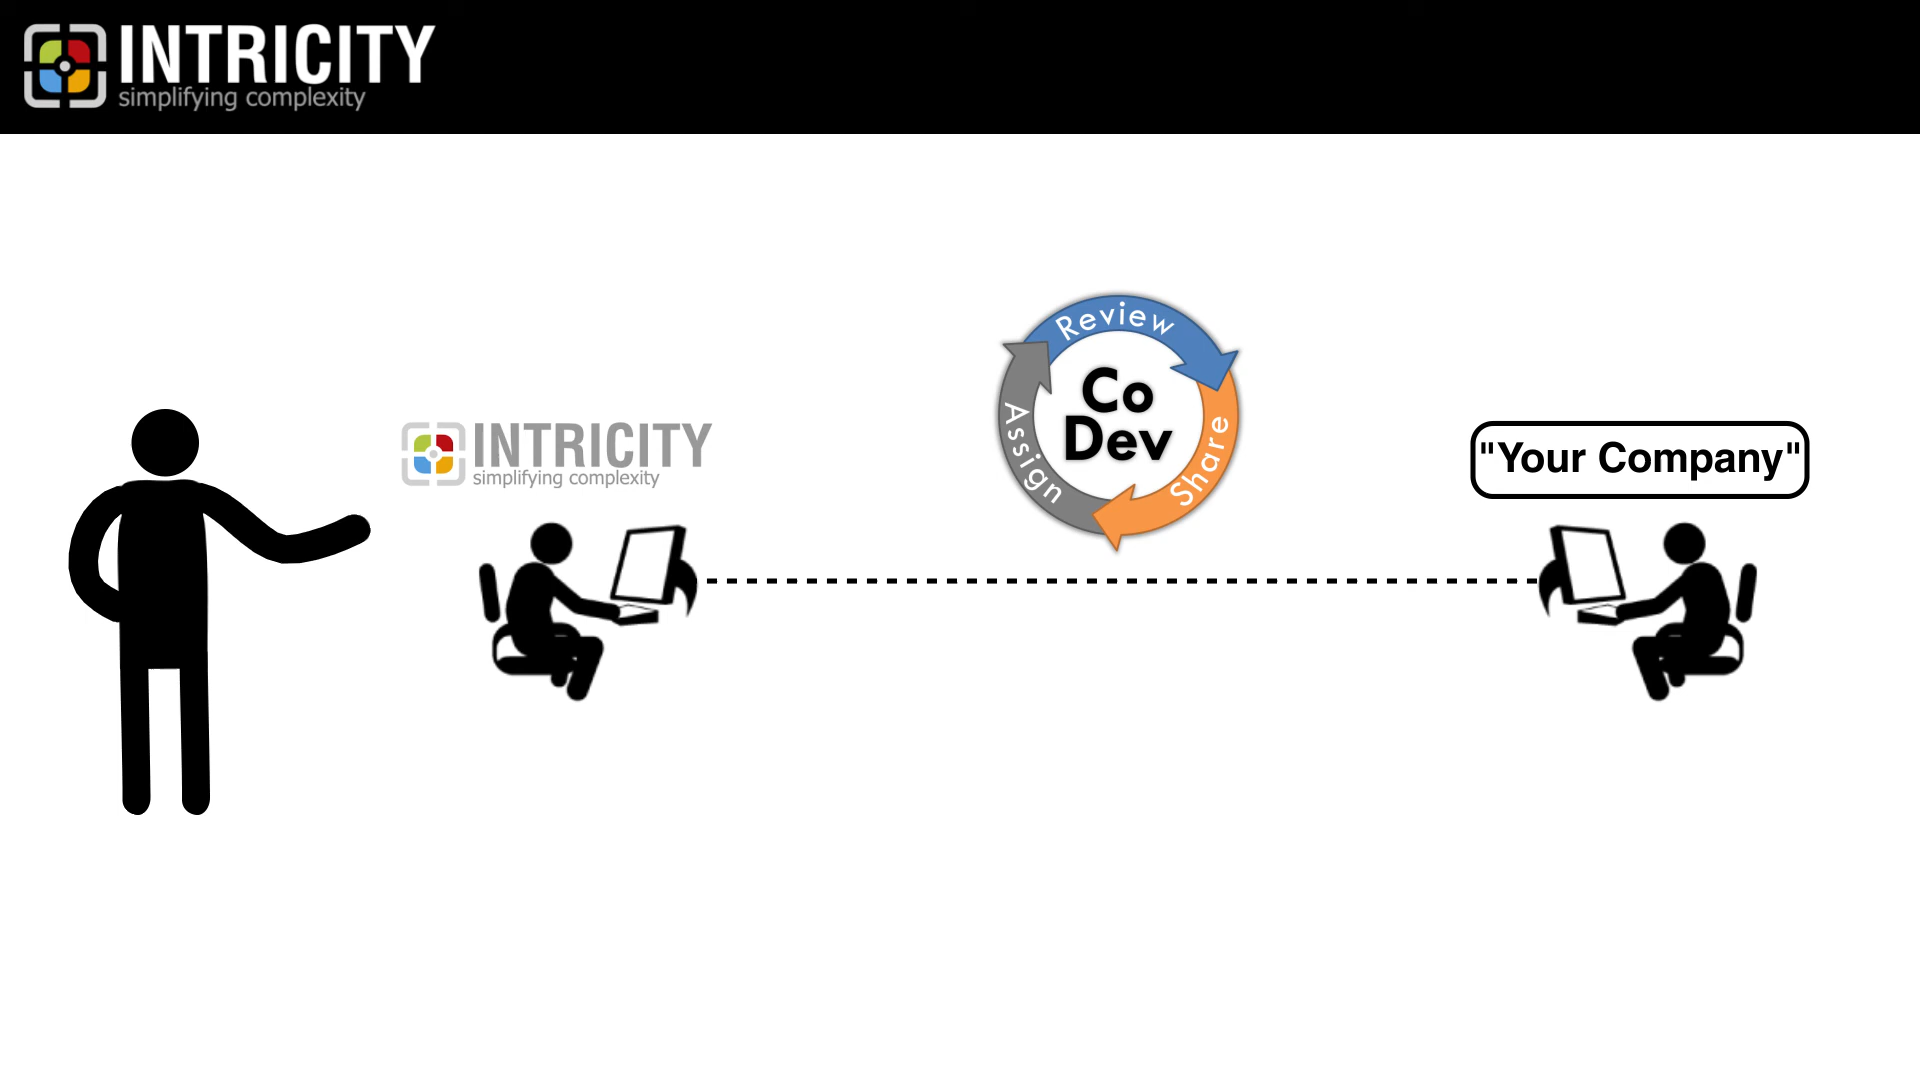 INTRICITY
simplifying complexity
Review
Co
Dev
Assign
Share
INTRICITY
simplifying complexity
"Your Company"